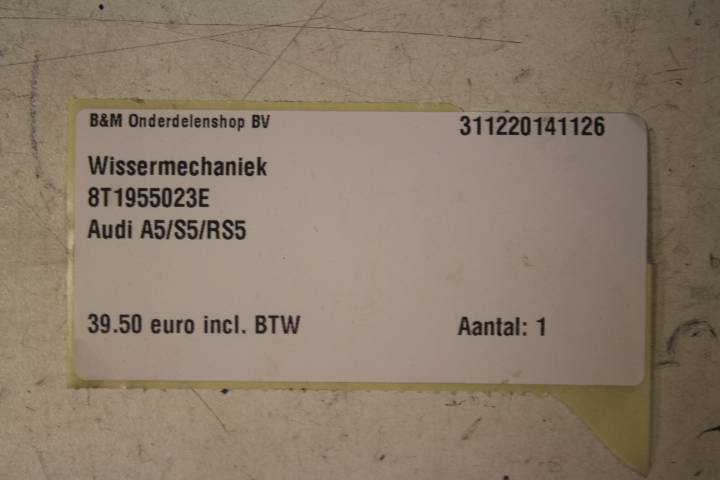 B&M Onderdelenshop BV
311220141126
Wissermechaniek
8T1955023E
Audi A5/S5/RS5
39.50 euro incl. BTW
Aantal: 1